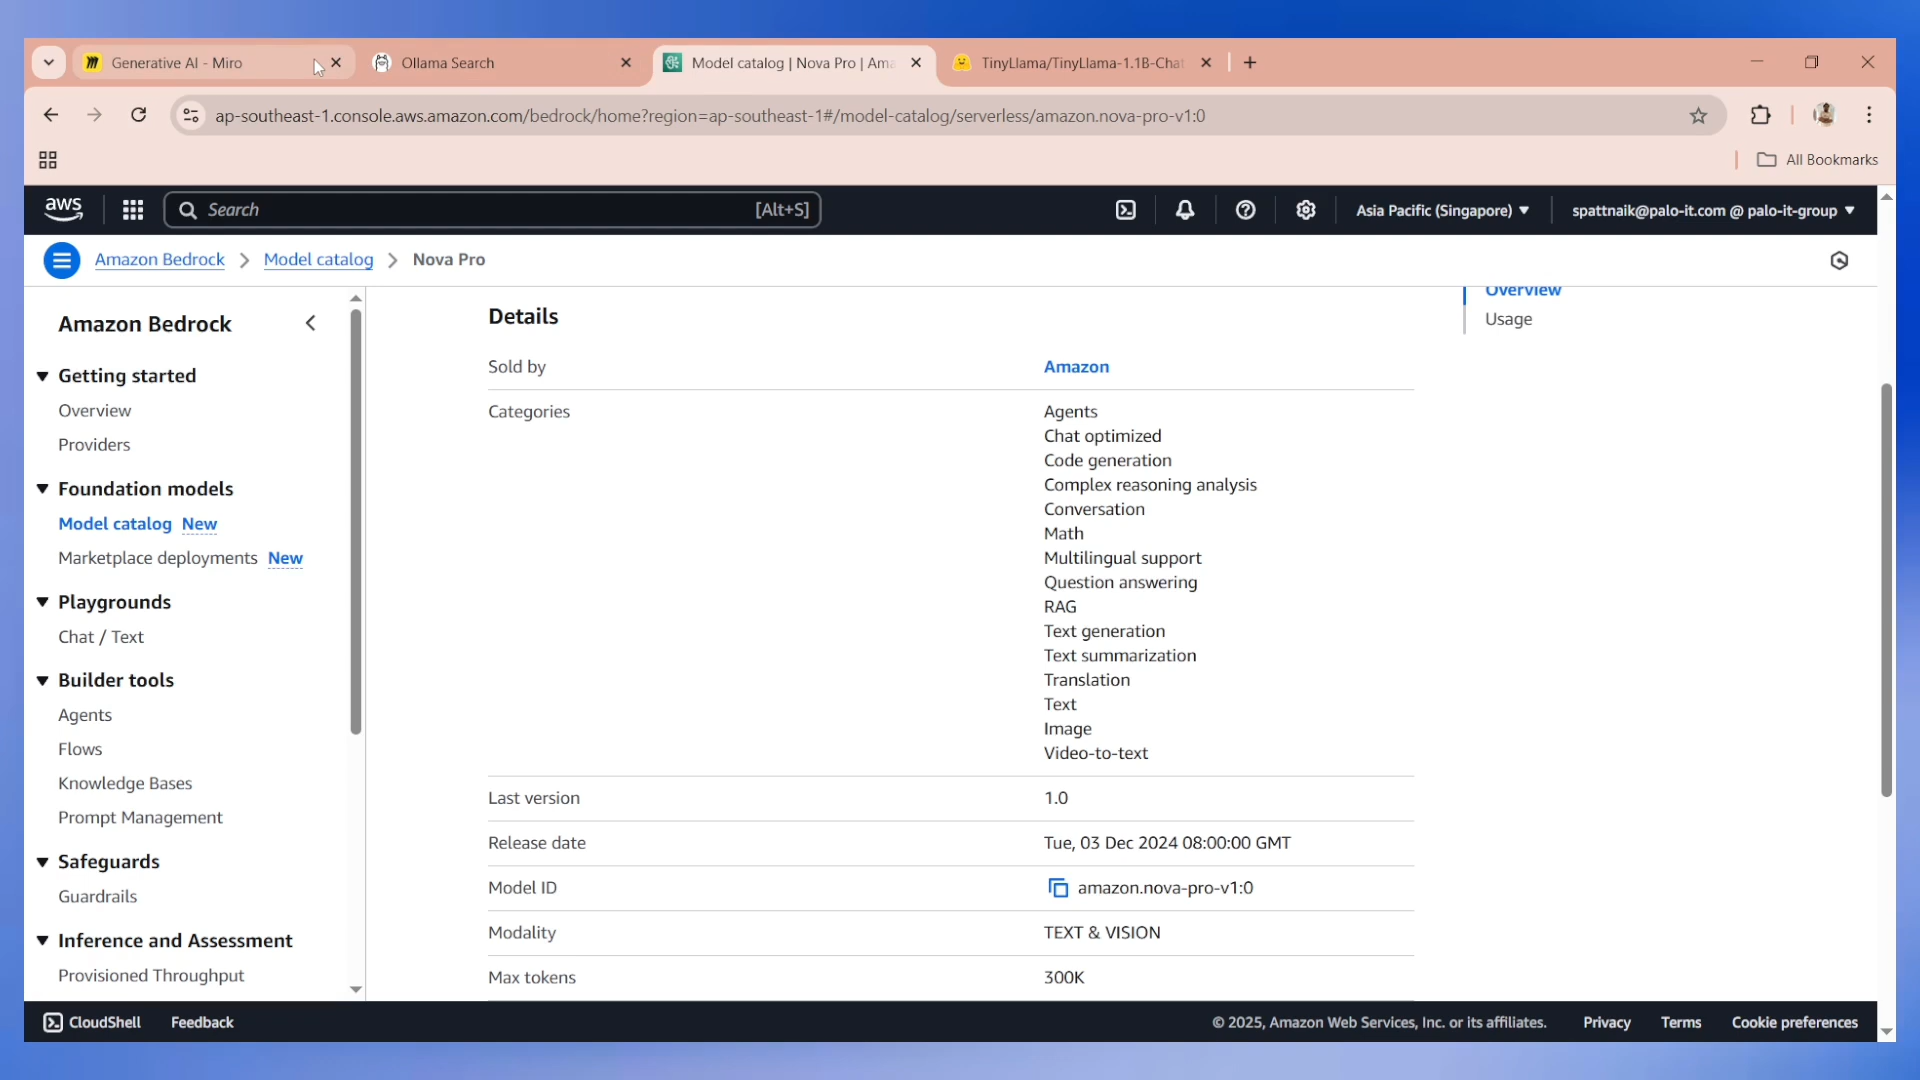 Generative AI - Miro
Ollama Search
Model catalog | Nova Pro | Ama
TinyLlama/TinyLlama-1.1B-Chat
ap-southeast-1.console.aws.amazon.com/bedrock/home?region=ap-southeast-1#/model-catalog/serverless/amazon.nova-pro-v1:0
All Bookmarks
aws
Search
[Alt+S]
Asia Pacific (Singapore)
spattnaik@palo-it.com @ palo-it-group
Amazon Bedrock
Model catalog
Nova Pro
Amazon Bedrock
Getting started
Overview
Providers
Foundation models
Model catalog New
Marketplace deployments New
Playgrounds
Chat / Text
Builder tools
Agents
Flows
Knowledge Bases
Prompt Management
Safeguards
Guardrails
Inference and Assessment
Provisioned Throughput
Details
Sold by
Amazon
Categories
Agents
Chat optimized
Code generation
Complex reasoning analysis
Conversation
Math
Multilingual support
Question answering
RAG
Text generation
Text summarization
Translation
Text
Image
Video-to-text
Last version
1.0
Release date
Tue, 03 Dec 2024 08:00:00 GMT
Model ID
amazon.nova-pro-v1:0
Modality
TEXT & VISION
Max tokens
300K
Overview
Usage
CloudShell
Feedback
© 2025, Amazon Web Services, Inc. or its affiliates.
Privacy
Terms
Cookie preferences